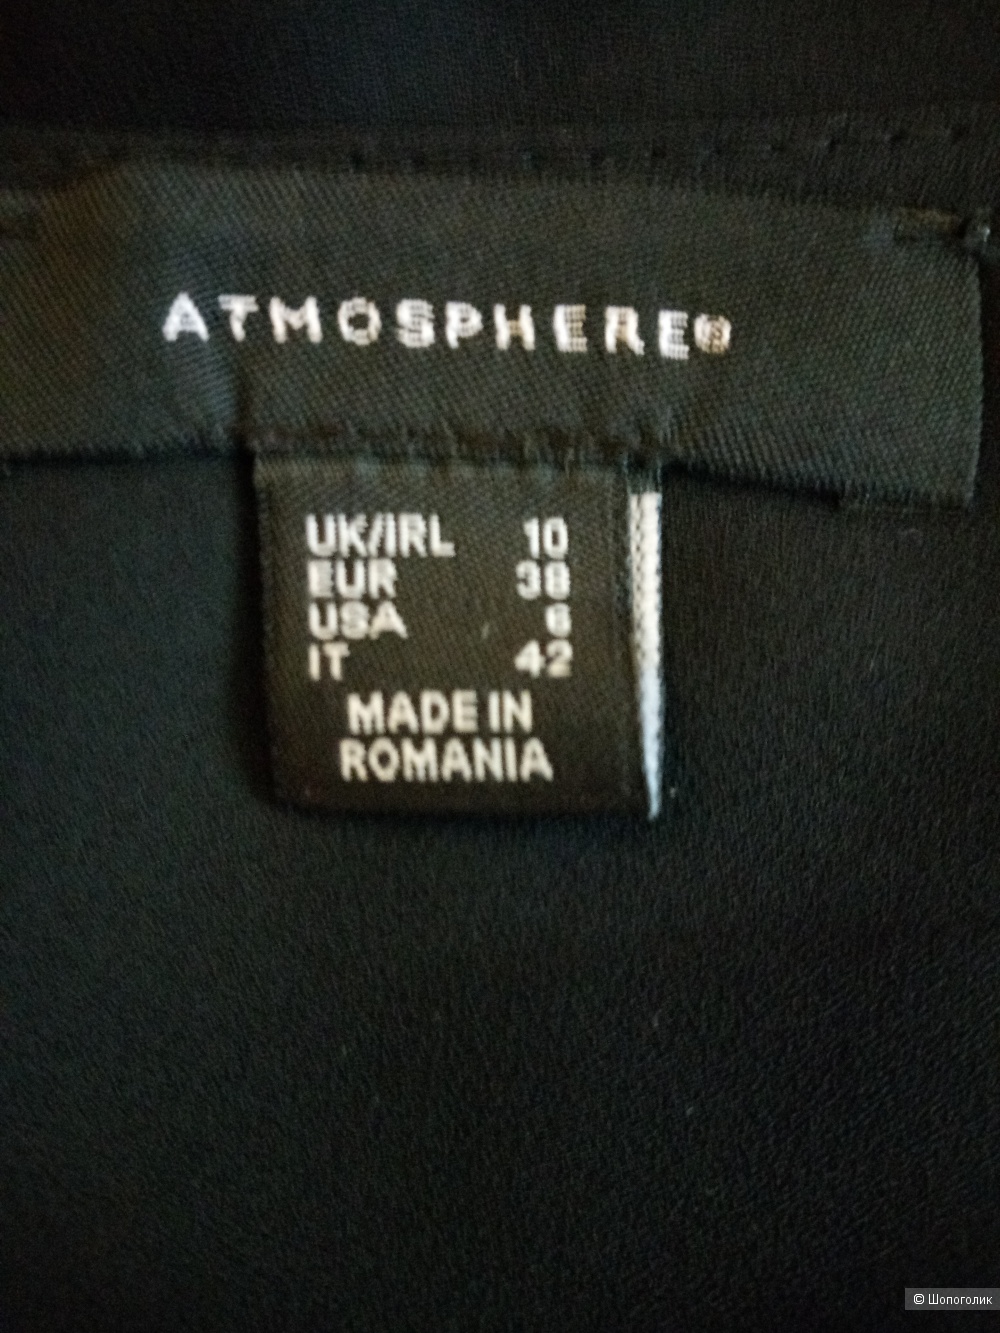 ATMOSPHERE®
UK/IRL 10
EUR 38
USA 6
IT 42
MADE IN
ROMANIA
© Шопоголик